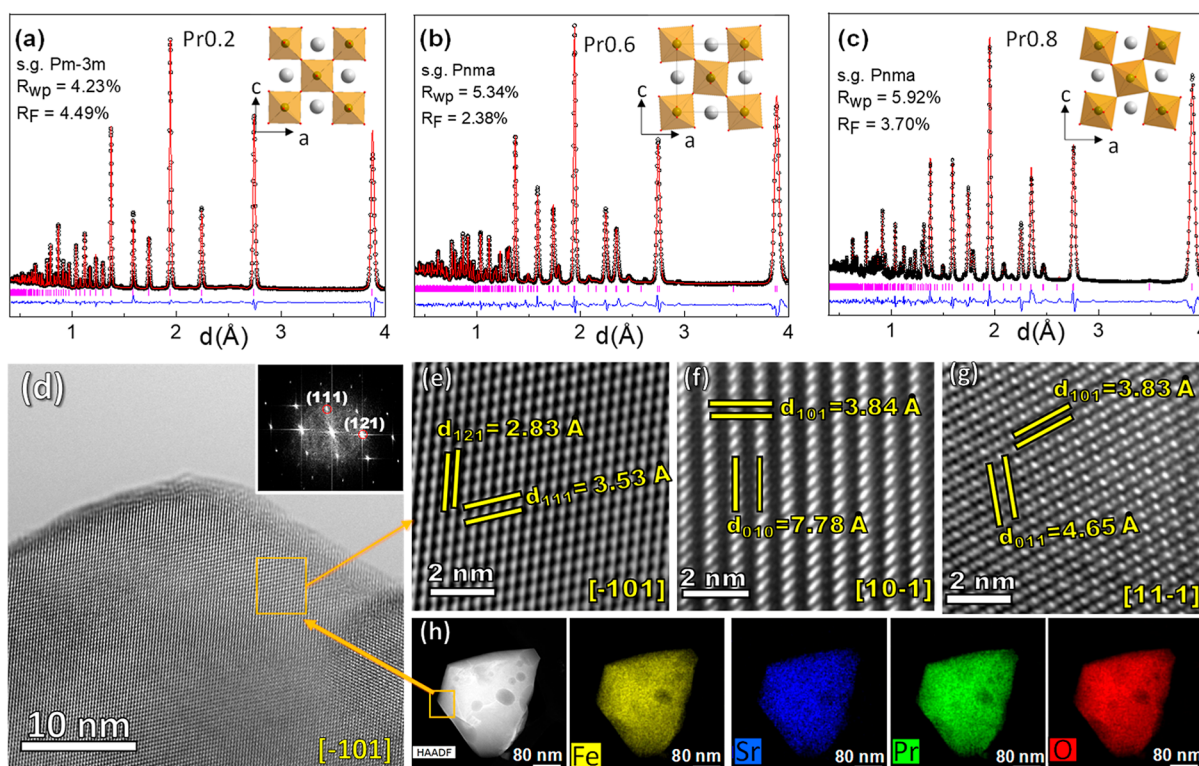 (a)
Pr0.2
s.g. Pm-3m
Rwp = 4.23%
RF = 4.49%
c
a
1
2
3
4
d(Å)
(b)
Pr0.6
s.g. Pnma
Rwp = 5.34%
RF = 2.38%
c
a
1
2
3
4
d(Å)
(c)
Pr0.8
s.g. Pnma
Rwp = 5.92%
RF = 3.70%
c
a
1
2
3
d(Å)
(d)
(111)
(121)
10 nm
[-101]
(e)
d121= 2.83 A
d111= 3.53 A
2 nm
[-101]
(f)
d101=3.84 A
d010=7.78 A
2 nm
[10-1]
(g)
d101=3.83 A
d011=4.65 A
2 nm
[11-1]
(h)
HAADF
80 nm
Fe
80 nm
Sr
80 nm
Pr
80 nm
O
80 nm